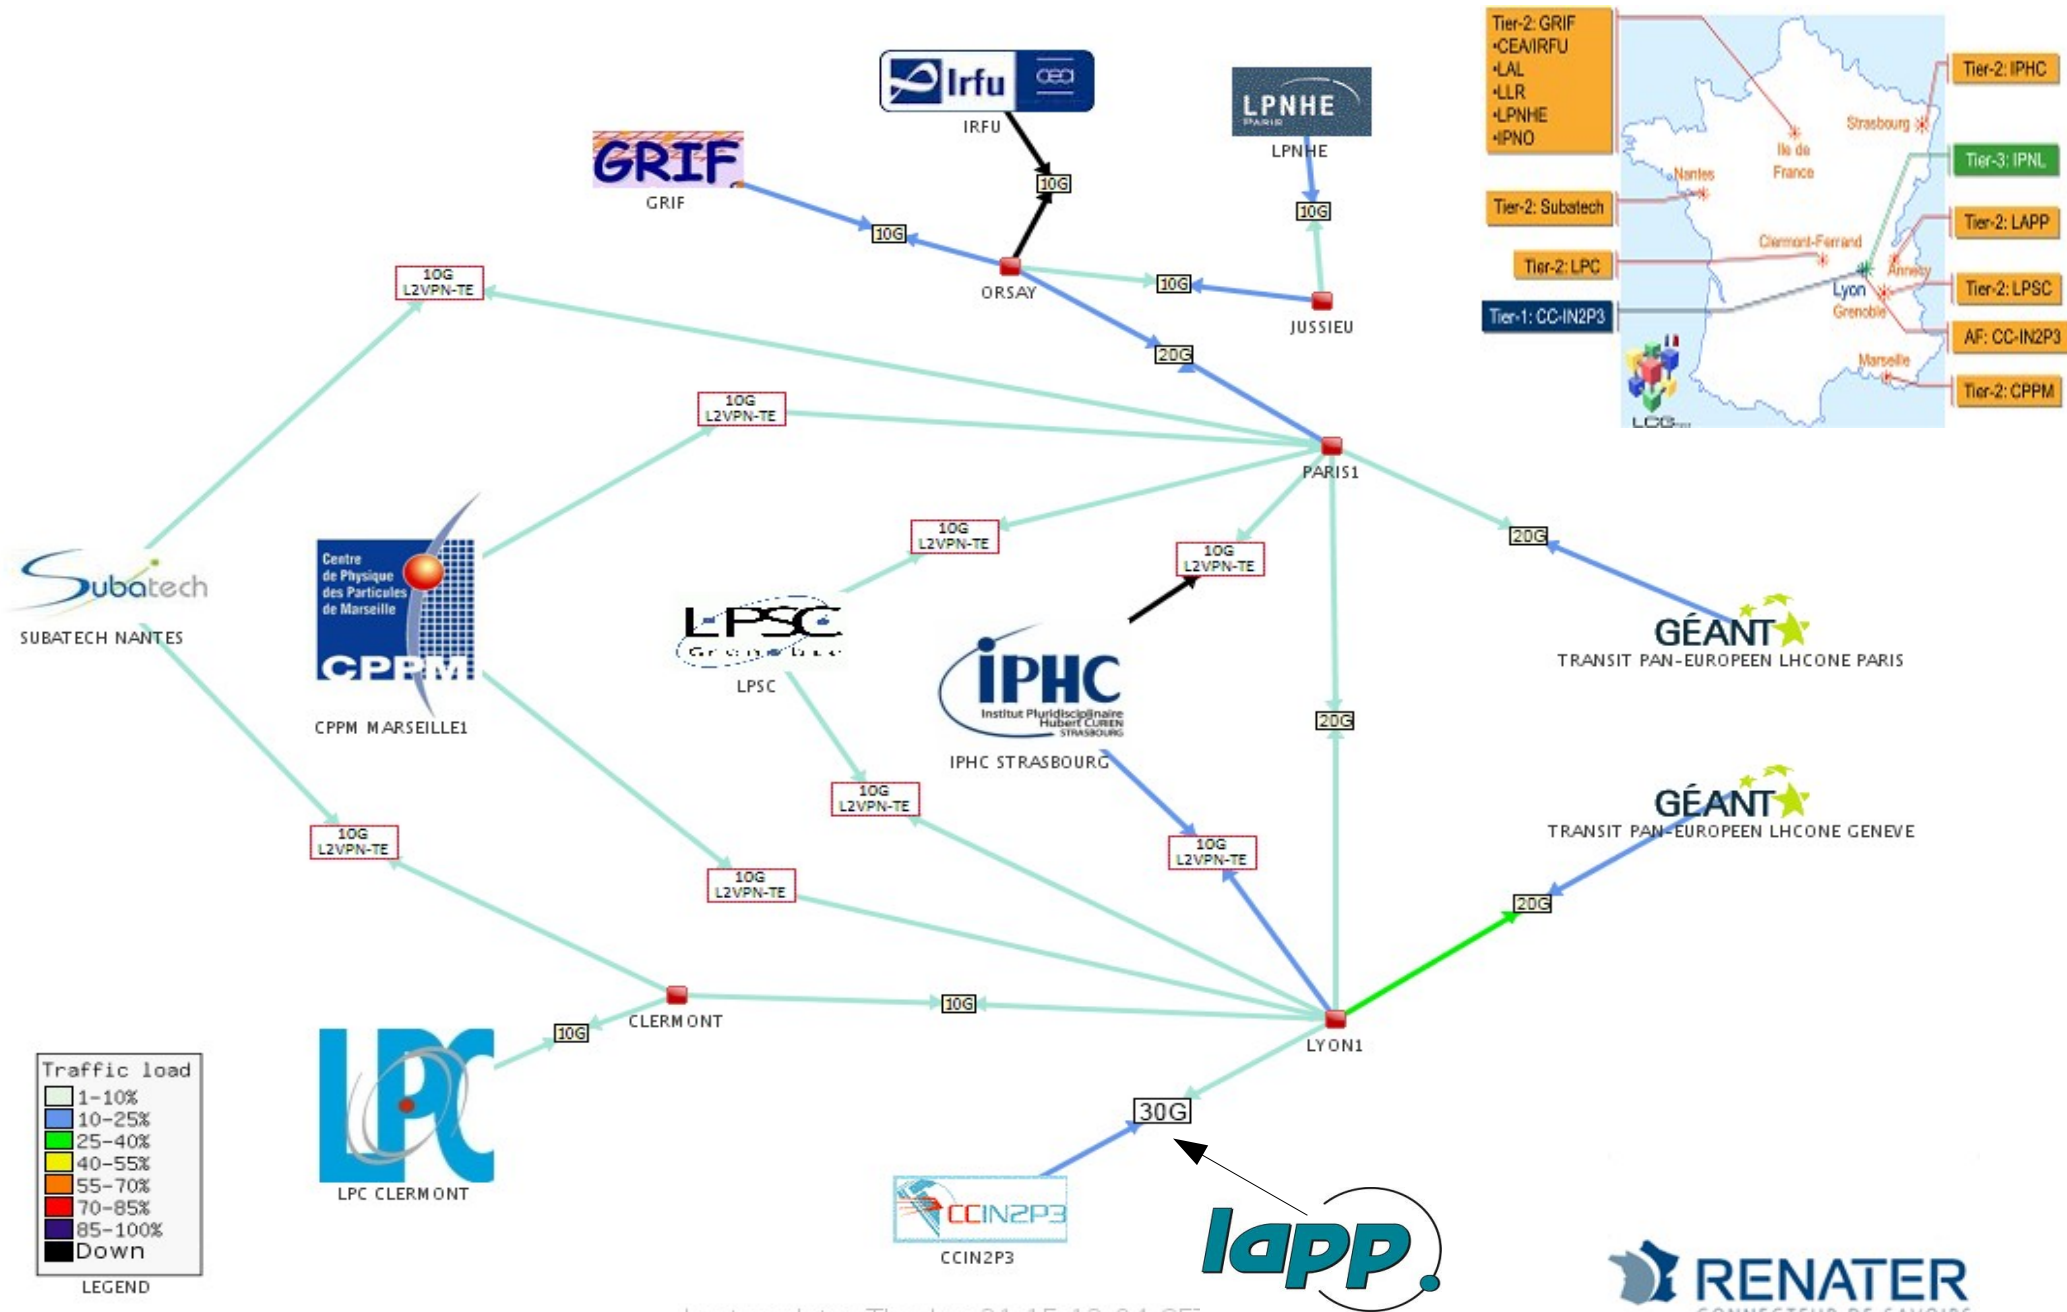 Tier-2: GRIF
•CEA/IRFU
•LAL
•LLR
•LPNHE
•IPNO
Tier-2: Subatech
Tier-2: LPC
Tier-1: CC-IN2P3
Tier-2: IPHC
Tier-3: IPNL
Tier-2: LAPP
Tier-2: LPSC
AF: CC-IN2P3
Tier-2: CPPM
Strasbourg
Ile de
France
Nantes
Clermont-Ferrand
Annecy
Lyon
Grenoble
Marseille
LCG
Irfu
cea
IRFU
LPNHE
PARIS
LPNHE
GRIF
GRIF
10G
10G
10G
10G
ORSAY
JUSSIEU
20G
10G
L2VPN-TE
10G
L2VPN-TE
PARIS1
10G
L2VPN-TE
10G
L2VPN-TE
20G
Subatech
SUBATECH NANTES
Centre
de Physique
des Particules
de Marseille
CPPM
CPPM MARSEILLE1
LPSC
Grenoble
LPSC
IPHC
Institut Pluridisciplinaire
Hubert CURIEN
STRASBOURG
IPHC STRASBOURG
GÉANT
TRANSIT PAN-EUROPEEN LHCONE PARIS
20G
GÉANT
TRANSIT PAN-EUROPEEN LHCONE GENEVE
10G
L2VPN-TE
10G
L2VPN-TE
10G
L2VPN-TE
10G
L2VPN-TE
20G
CLERMONT
10G
10G
LYON1
LPC
LPC CLERMONT
30G
CCIN2P3
CCIN2P3
lapp
RENATER
CONNECTEUR DE SAVOIRS
Traffic load
1-10%
10-25%
25-40%
40-55%
55-70%
70-85%
85-100%
Down
LEGEND